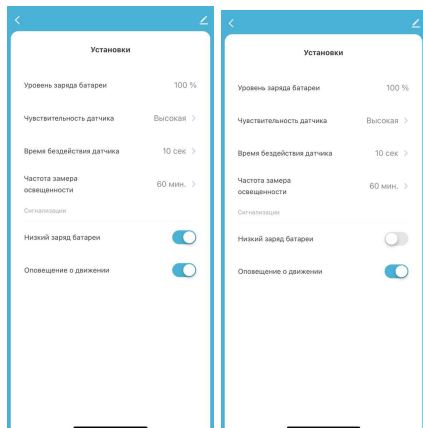 Установки
Уровень заряда батареи 100 %
Чувствительность датчика Высокая
Время бездействия датчика 10 сек
Частота замера
освещенности 60 мин.
Сигнализации
Низкий заряд батареи
Оповещение о движении
Установки
Уровень заряда батареи 100 %
Чувствительность датчика Высокая
Время бездействия датчика 10 сек
Частота замера
освещенности 60 мин.
Сигнализации
Низкий заряд батареи
Оповещение о движении